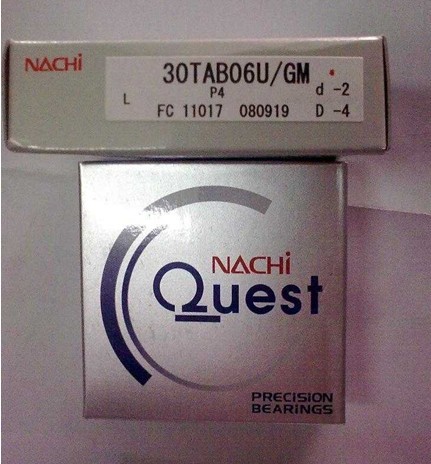 NACHi
30TAB06U/GM
P4 d -2
L
FC 11017 080919 D -4
NACHi
Quest
PRECISION
BEARINGS